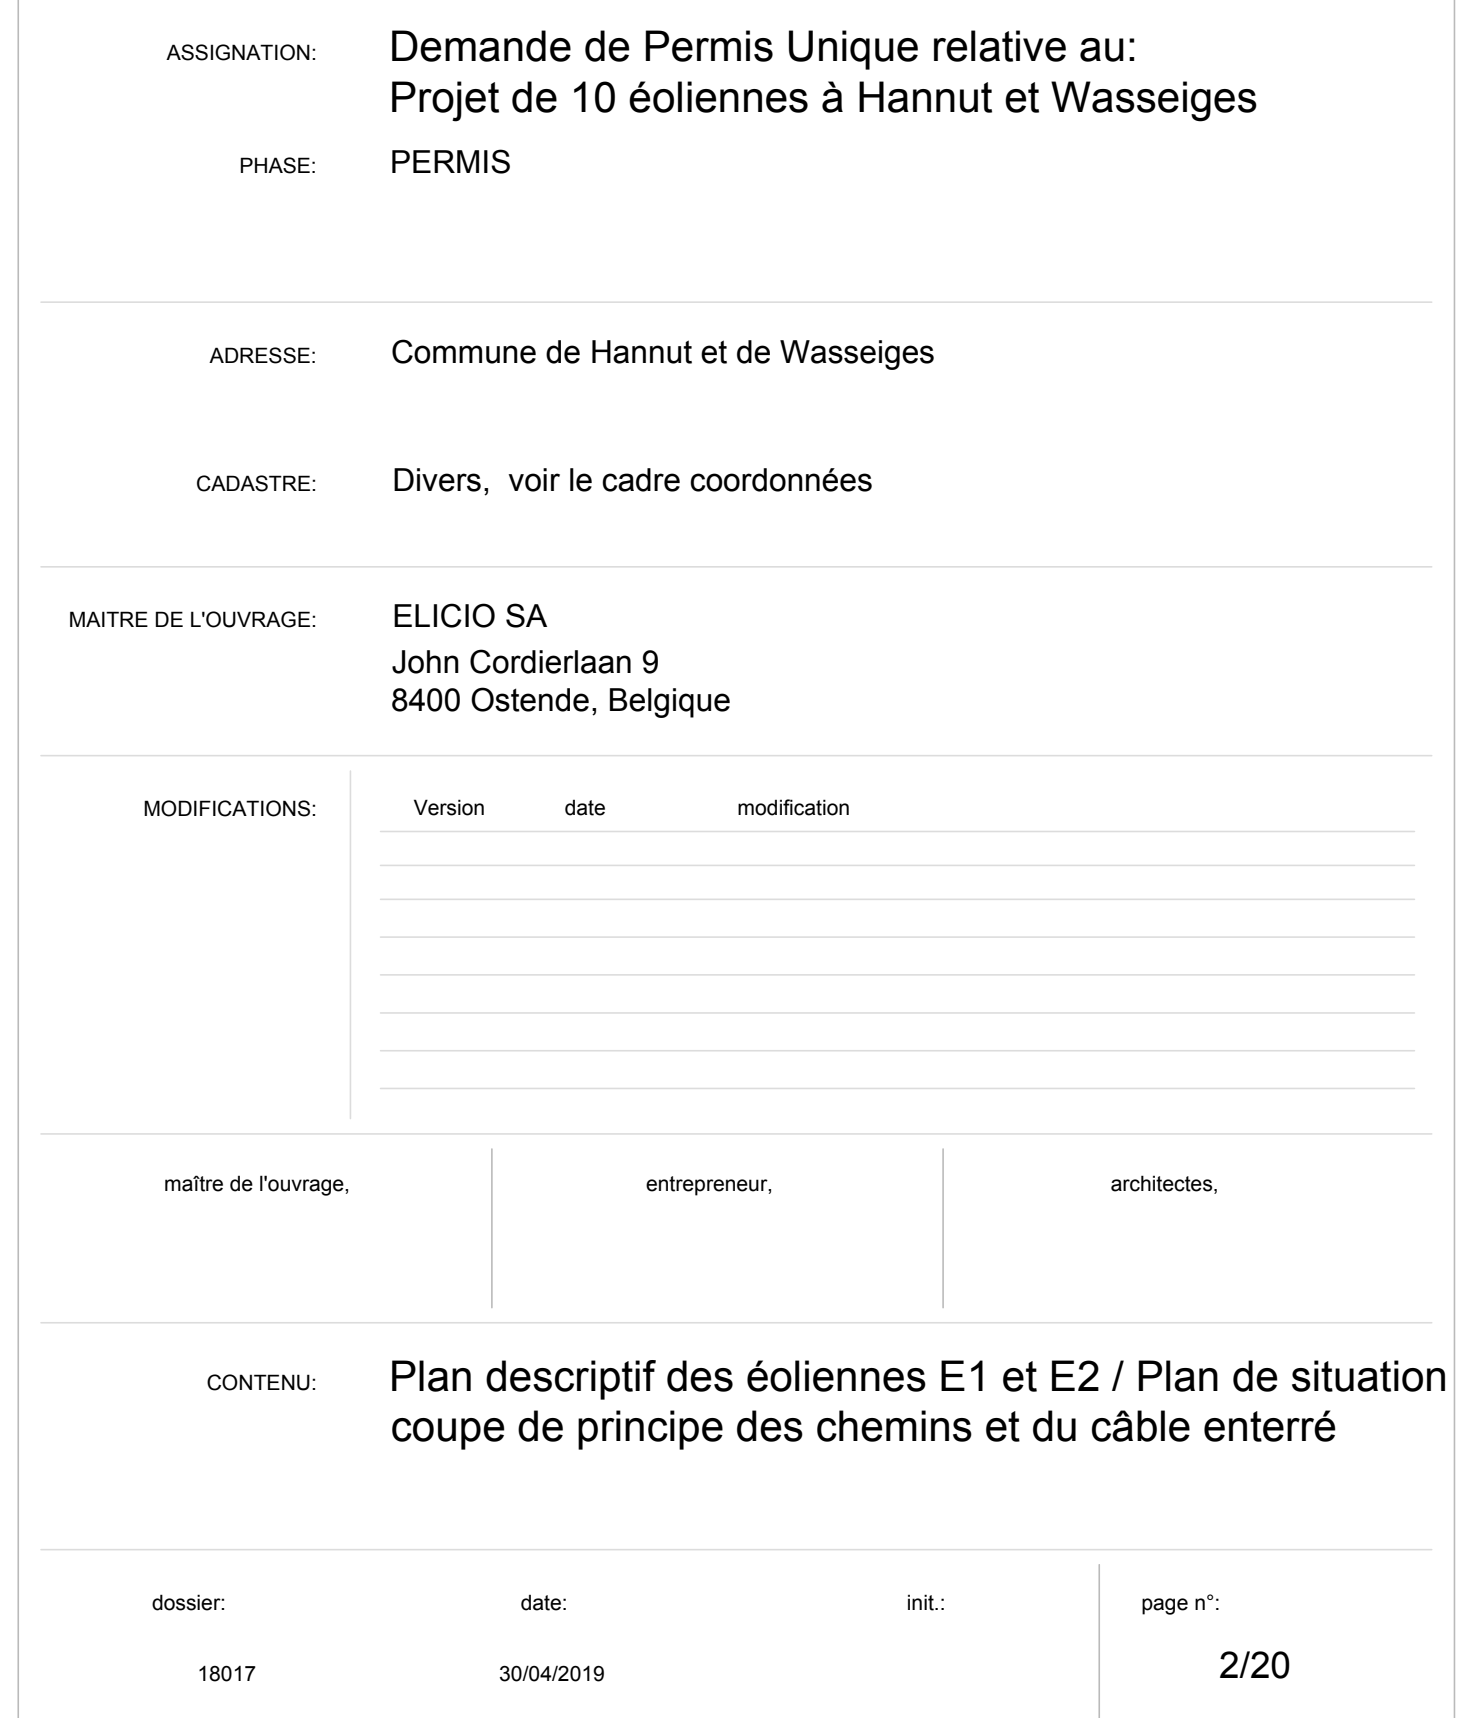 ASSIGNATION: Demande de Permis Unique relative au:
Projet de 10 éoliennes à Hannut et Wasseiges
PHASE: PERMIS
ADRESSE: Commune de Hannut et de Wasseiges
CADASTRE: Divers, voir le cadre coordonnées
MAITRE DE L'OUVRAGE: ELICIO SA
John Cordierlaan 9
8400 Ostende, Belgique
MODIFICATIONS: Version date modification
maître de l'ouvrage, entrepreneur, architectes,
CONTENU: Plan descriptif des éoliennes E1 et E2 / Plan de situation
coupe de principe des chemins et du câble enterré
dossier: date: init.: page n°:
18017 30/04/2019 2/20